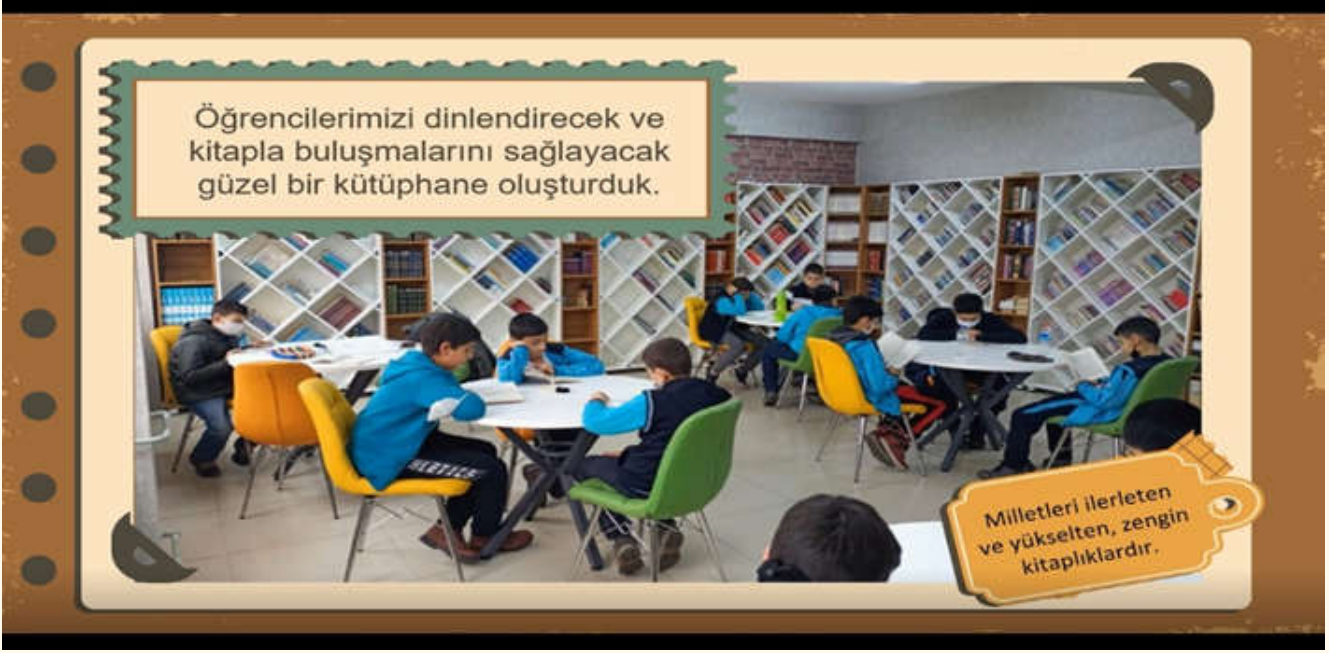 Öğrencilerimizi dinlendirecek ve
kitapla buluşmalarını sağlayacak
güzel bir kütüphane oluşturduk.
Milletleri ilerleten
ve yükselten, zengin
kitaplıklardır.